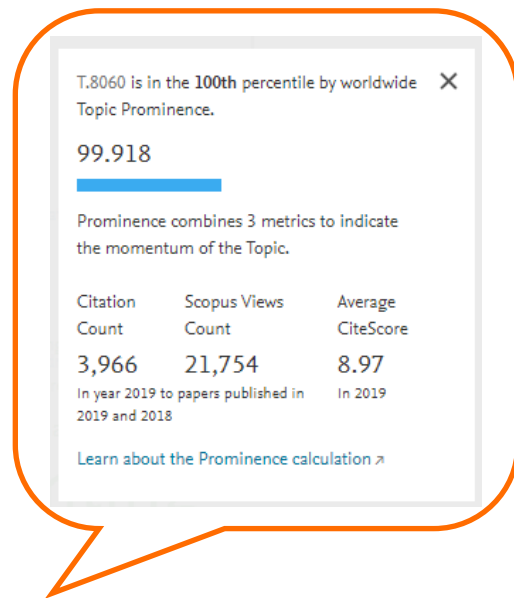 T.8060 is in the 100th percentile by worldwide
Topic Prominence.
99.918
Prominence combines 3 metrics to indicate
the momentum of the Topic.
Citation Scopus Views Average
Count Count CiteScore
3,966 21,754 8.97
In year 2019 to papers published in In 2019
2019 and 2018
Learn about the Prominence calculation ↗